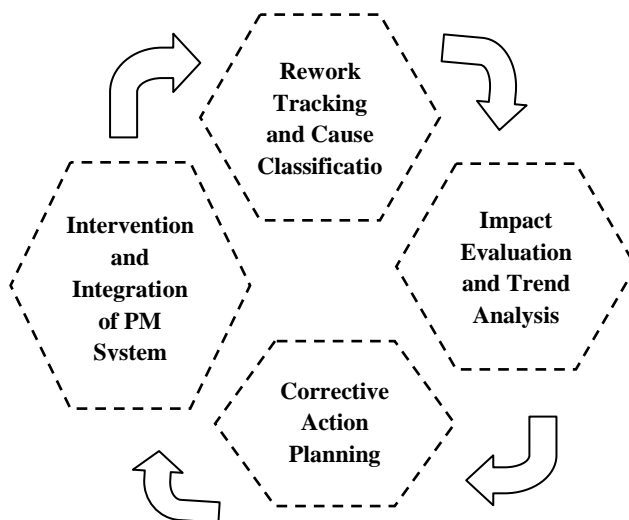 Rework
Tracking
and Cause
Classificatio
Impact
Evaluation
and Trend
Analysis
Corrective
Action
Planning
Intervention
and
Integration
of PM
System